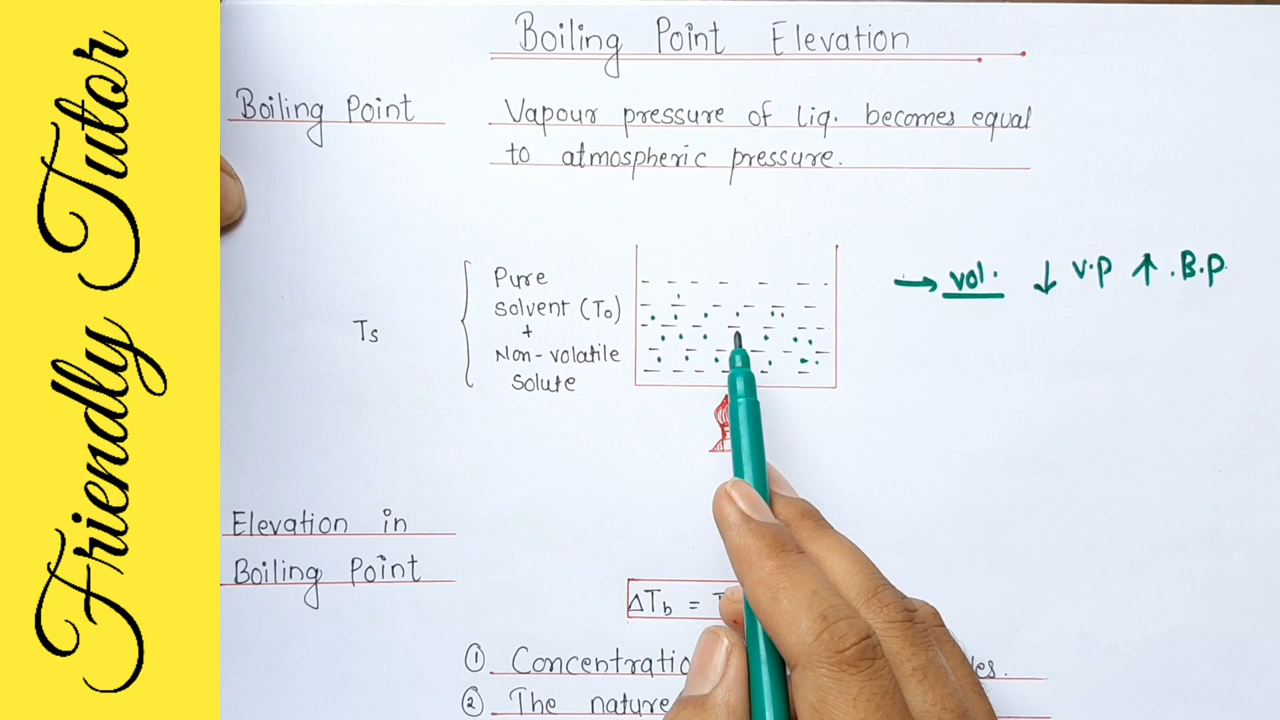 Friendly Tutor
Boiling Point Elevation
Boiling Point
Vapour pressure of Liq. becomes equal
to atmospheric pressure.
Pure
Solvent (To)
+
Non-volatile
Solute
Ts
→ vol. ↓ V.P ↑ .B.P.
Elevation in
Boiling Point
ΔTb =
① Concentratio
② The nature